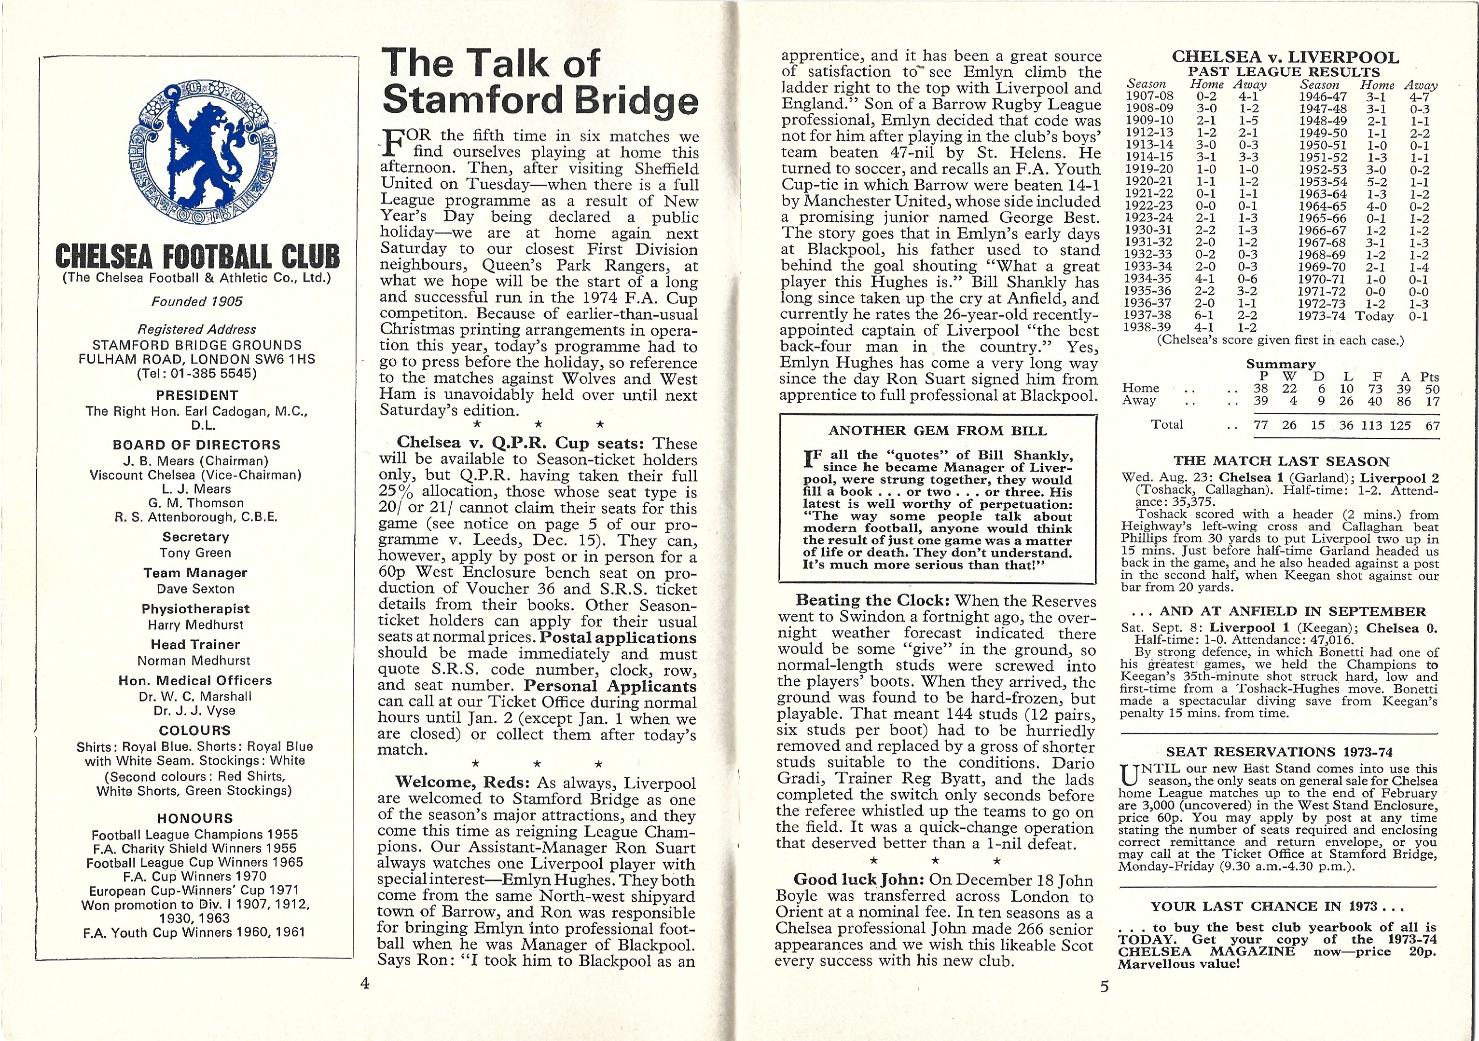 CHELSEA FOOTBALL CLUB
CHELSEA FOOTBALL CLUB
(The Chelsea Football & Athletic Co., Ltd.)
Founded 1905
Registered Address
STAMFORD BRIDGE GROUNDS
FULHAM ROAD, LONDON SW6 1HS
(Tel: 01-385 5545)
PRESIDENT
The Right Hon. Earl Cadogan, M.C.,
D.L.
BOARD OF DIRECTORS
J. B. Mears (Chairman)
Viscount Chelsea (Vice-Chairman)
L. J. Mears
G. M. Thomson
R. S. Attenborough, C.B.E.
Secretary
Tony Green
Team Manager
Dave Sexton
Physiotherapist
Harry Medhurst
Head Trainer
Norman Medhurst
Hon. Medical Officers
Dr. W. C. Marshall
Dr. J. J. Vyse
COLOURS
Shirts: Royal Blue. Shorts: Royal Blue
with White Seam. Stockings: White
(Second colours: Red Shirts,
White Shorts, Green Stockings)
HONOURS
Football League Champions 1955
F.A. Charity Shield Winners 1955
Football League Cup Winners 1965
F.A. Cup Winners 1970
European Cup-Winners' Cup 1971
Won promotion to Div. I 1907, 1912,
1930, 1963
F.A. Youth Cup Winners 1960, 1961
The Talk of
Stamford Bridge
FOR the fifth time in six matches we
find ourselves playing at home this
afternoon. Then, after visiting Sheffield
United on Tuesday—when there is a full
League programme as a result of New
Year's Day being declared a public
holiday—we are at home again next
Saturday to our closest First Division
neighbours, Queen's Park Rangers, at
what we hope will be the start of a long
and successful run in the 1974 F.A. Cup
competiton. Because of earlier-than-usual
Christmas printing arrangements in opera-
tion this year, today's programme had to
go to press before the holiday, so reference
to the matches against Wolves and West
Ham is unavoidably held over until next
Saturday's edition.
* * *
Chelsea v. Q.P.R. Cup seats: These
will be available to Season-ticket holders
only, but Q.P.R. having taken their full
25% allocation, those whose seat type is
20/ or 21/ cannot claim their seats for this
game (see notice on page 5 of our pro-
gramme v. Leeds, Dec. 15). They can,
however, apply by post or in person for a
60p West Enclosure bench seat on pro-
duction of Voucher 36 and S.R.S. ticket
details from their books. Other Season-
ticket holders can apply for their usual
seats at normal prices. Postal applications
should be made immediately and must
quote S.R.S. code number, clock, row,
and seat number. Personal Applicants
can call at our Ticket Office during normal
hours until Jan. 2 (except Jan. 1 when we
are closed) or collect them after today's
match.
* * *
Welcome, Reds: As always, Liverpool
are welcomed to Stamford Bridge as one
of the season's major attractions, and they
come this time as reigning League Cham-
pions. Our Assistant-Manager Ron Suart
always watches one Liverpool player with
special interest—Emlyn Hughes. They both
come from the same North-west shipyard
town of Barrow, and Ron was responsible
for bringing Emlyn into professional foot-
ball when he was Manager of Blackpool.
Says Ron: "I took him to Blackpool as an
4
apprentice, and it has been a great source
of satisfaction to see Emlyn climb the
ladder right to the top with Liverpool and
England." Son of a Barrow Rugby League
professional, Emlyn decided that code was
not for him after playing in the club's boys'
team beaten 47-nil by St. Helens. He
turned to soccer, and recalls an F.A. Youth
Cup-tie in which Barrow were beaten 14-1
by Manchester United, whose side included
a promising junior named George Best.
The story goes that in Emlyn's early days
at Blackpool, his father used to stand
behind the goal shouting "What a great
player this Hughes is." Bill Shankly has
long since taken up the cry at Anfield, and
currently he rates the 26-year-old recently-
appointed captain of Liverpool "the best
back-four man in the country." Yes,
Emlyn Hughes has come a very long way
since the day Ron Suart signed him from
apprentice to full professional at Blackpool.
ANOTHER GEM FROM BILL
IF all the "quotes" of Bill Shankly,
since he became Manager of Liver-
pool, were strung together, they would
fill a book . . . or two . . . or three. His
latest is well worthy of perpetuation:
"The way some people talk about
modern football, anyone would think
the result of just one game was a matter
of life or death. They don't understand.
It's much more serious than that!"
Beating the Clock: When the Reserves
went to Swindon a fortnight ago, the over-
night weather forecast indicated there
would be some "give" in the ground, so
normal-length studs were screwed into
the players' boots. When they arrived, the
ground was found to be hard-frozen, but
playable. That meant 144 studs (12 pairs,
six studs per boot) had to be hurriedly
removed and replaced by a gross of shorter
studs suitable to the conditions. Dario
Gradi, Trainer Reg Byatt, and the lads
completed the switch only seconds before
the referee whistled up the teams to go on
the field. It was a quick-change operation
that deserved better than a 1-nil defeat.
* * *
Good luck John: On December 18 John
Boyle was transferred across London to
Orient at a nominal fee. In ten seasons as a
Chelsea professional John made 266 senior
appearances and we wish this likeable Scot
every success with his new club.
5
CHELSEA v. LIVERPOOL
PAST LEAGUE RESULTS
Season Home Away Season Home Away
1907-08 0-2 4-1 1946-47 3-1 4-7
1908-09 3-0 1-2 1947-48 3-1 0-3
1909-10 2-1 1-5 1948-49 2-1 1-1
1912-13 1-2 2-1 1949-50 1-1 2-2
1913-14 3-0 0-3 1950-51 1-0 0-1
1914-15 3-1 3-3 1951-52 1-3 1-1
1919-20 1-0 1-0 1952-53 3-0 0-2
1920-21 1-1 1-2 1953-54 5-2 1-1
1921-22 0-1 1-1 1963-64 1-3 1-2
1922-23 0-0 0-1 1964-65 4-0 0-2
1923-24 2-1 1-3 1965-66 0-1 1-2
1930-31 2-2 1-3 1966-67 1-2 1-2
1931-32 2-0 1-2 1967-68 3-1 1-3
1932-33 0-2 0-3 1968-69 1-2 1-2
1933-34 2-0 0-3 1969-70 2-1 1-4
1934-35 4-1 0-6 1970-71 1-0 0-1
1935-36 2-2 3-2 1971-72 0-0 0-0
1936-37 2-0 1-1 1972-73 1-2 1-3
1937-38 6-1 2-2 1973-74 Today 0-1
1938-39 4-1 1-2
(Chelsea's score given first in each case.)
Summary
P W D L F A Pts
Home .. .. 38 22 6 10 73 39 50
Away .. .. 39 4 9 26 40 86 17
Total .. 77 26 15 36 113 125 67
THE MATCH LAST SEASON
Wed. Aug. 23: Chelsea 1 (Garland); Liverpool 2
(Toshack, Callaghan). Half-time: 1-2. Attend-
ance: 35,375.
Toshack scored with a header (2 mins.) from
Heighway's left-wing cross and Callaghan beat
Phillips from 30 yards to put Liverpool two up in
15 mins. Just before half-time Garland headed us
back in the game, and he also headed against a post
in the second half, when Keegan shot against our
bar from 20 yards.
. . . AND AT ANFIELD IN SEPTEMBER
Sat. Sept. 8: Liverpool 1 (Keegan); Chelsea 0.
Half-time: 1-0. Attendance: 47,016.
By strong defence, in which Bonetti had one of
his greatest games, we held the Champions to
Keegan's 35th-minute shot struck hard, low and
first-time from a Toshack-Hughes move. Bonetti
made a spectacular diving save from Keegan's
penalty 15 mins. from time.
SEAT RESERVATIONS 1973-74
UNTIL our new East Stand comes into use this
season, the only seats on general sale for Chelsea
home League matches up to the end of February
are 3,000 (uncovered) in the West Stand Enclosure,
price 60p. You may apply by post at any time
stating the number of seats required and enclosing
correct remittance and return envelope, or you
may call at the Ticket Office at Stamford Bridge,
Monday-Friday (9.30 a.m.-4.30 p.m.).
YOUR LAST CHANCE IN 1973 . . .
. . . to buy the best club yearbook of all is
TODAY. Get your copy of the 1973-74
CHELSEA MAGAZINE now—price 20p.
Marvellous value!